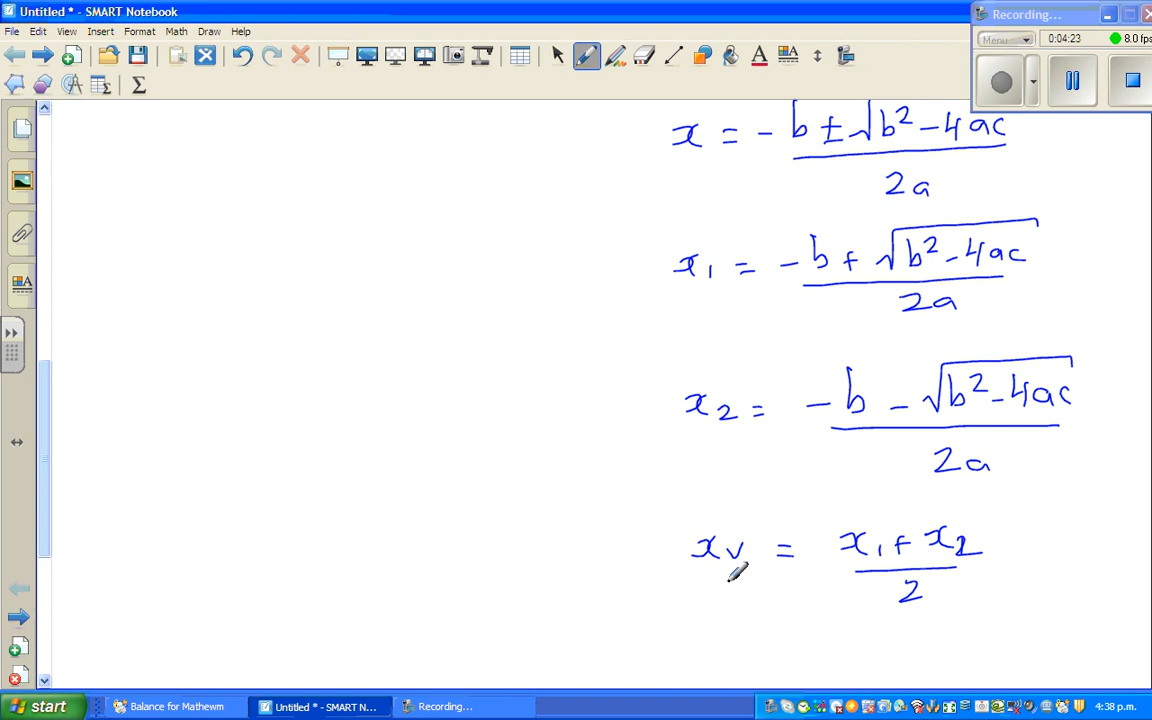 Untitled * - SMART Notebook
Recording...
File Edit View Insert Format Math Draw Help
Menu 0:04:23 8.0 fps
x = -b ± √b² - 4ac
2a
x₁ = -b + √b² - 4ac
2a
x₂ = -b - √b² - 4ac
2a
xv = x₁ + x₂
2
start Balance for Mathewm Untitled * - SMART N... Recording... 4:38 p.m.